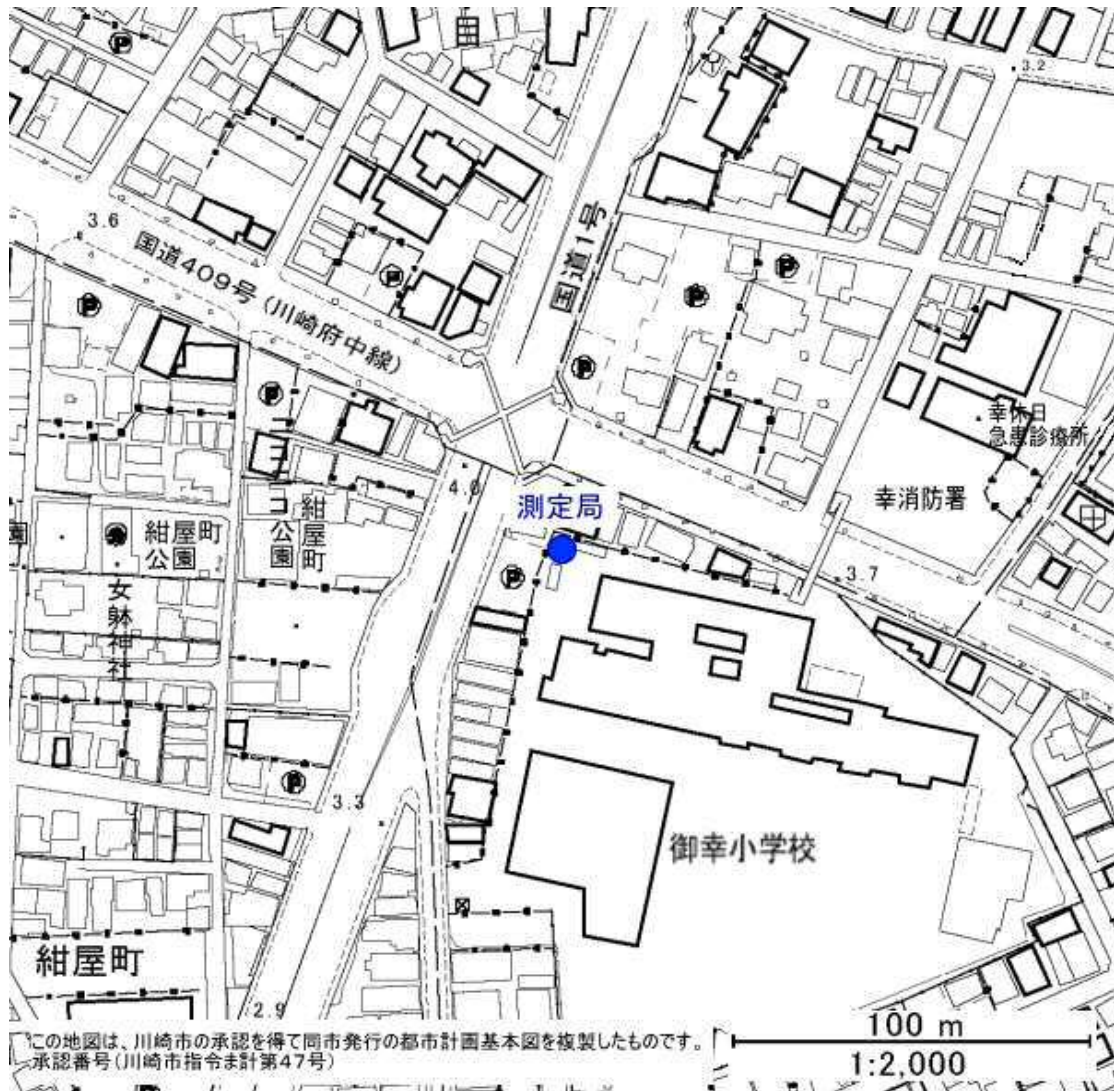 3.2
3.6
国道409号(川崎府中線)
国道1号
P
P
P
P
P
P
幸休日
急患診療所
4.0
測定局
幸消防署
紺屋町
公園
紺屋町
公園
園
P
3.7
女躰神社
P
3.3
御幸小学校
紺屋町
2.9
この地図は、川崎市の承認を得て同市発行の都市計画基本図を複製したものです。
承認番号(川崎市指令ま計第47号)
100 m
1:2,000